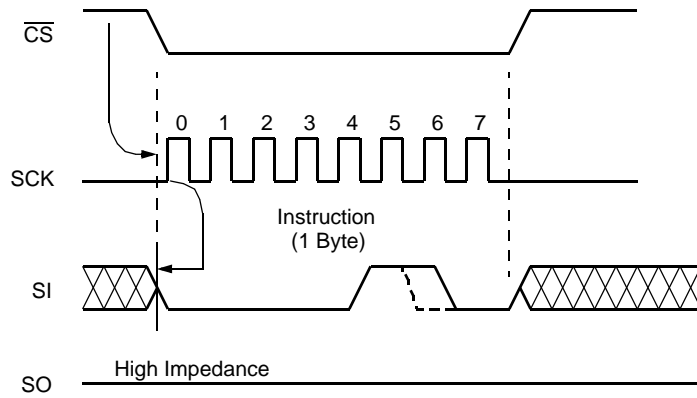 CS
0 1 2 3 4 5 6 7
SCK
Instruction
(1 Byte)
SI
High Impedance
SO